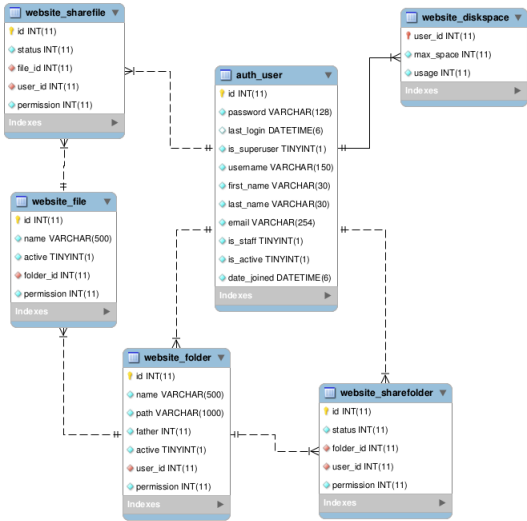 website_sharefile
id INT(11)
status INT(11)
file_id INT(11)
user_id INT(11)
permission INT(11)
Indexes
website_diskspace
user_id INT(11)
max_space INT(11)
usage INT(11)
Indexes
auth_user
id INT(11)
password VARCHAR(128)
last_login DATETIME(6)
is_superuser TINYINT(1)
username VARCHAR(150)
first_name VARCHAR(30)
last_name VARCHAR(30)
email VARCHAR(254)
is_staff TINYINT(1)
is_active TINYINT(1)
date_joined DATETIME(6)
Indexes
website_file
id INT(11)
name VARCHAR(500)
active TINYINT(1)
folder_id INT(11)
permission INT(11)
Indexes
website_folder
id INT(11)
name VARCHAR(500)
path VARCHAR(1000)
father INT(11)
active TINYINT(1)
user_id INT(11)
permission INT(11)
Indexes
website_sharefolder
id INT(11)
status INT(11)
folder_id INT(11)
user_id INT(11)
permission INT(11)
Indexes